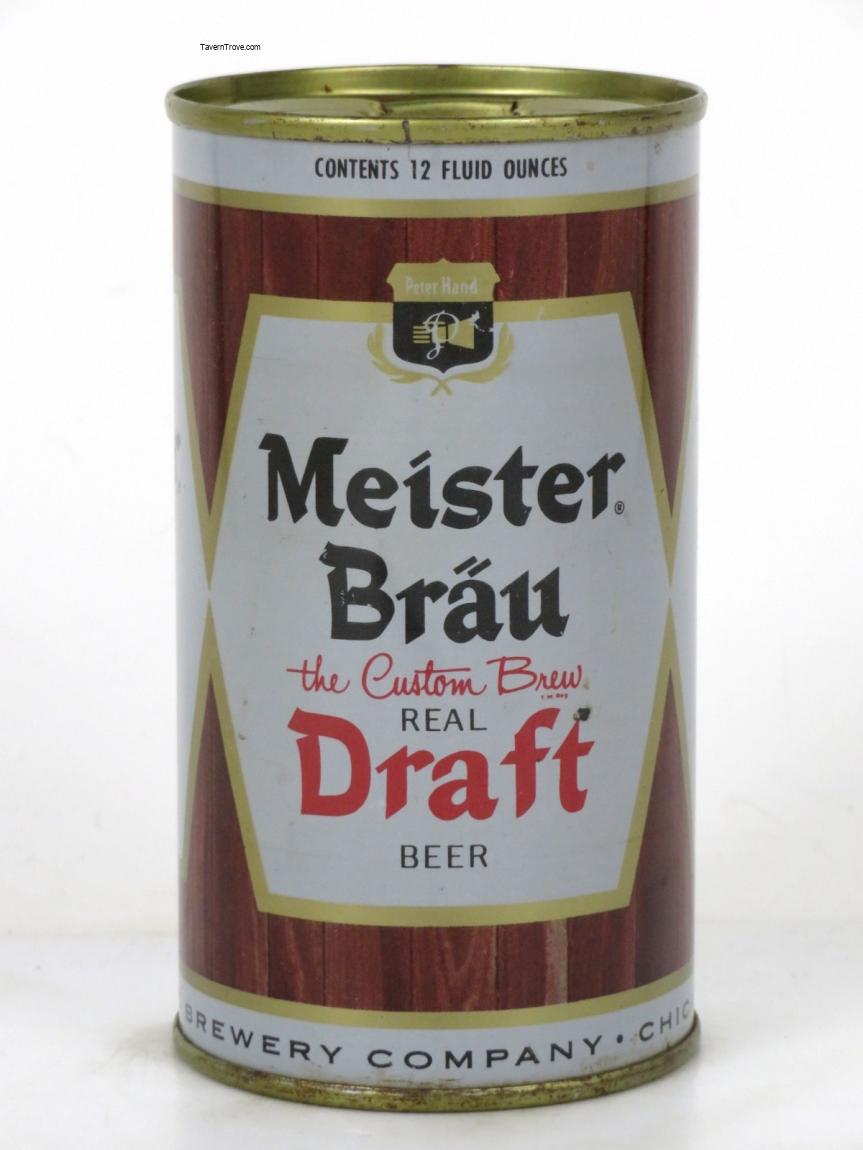 TavernTrove.com
CONTENTS 12 FLUID OUNCES
Peter Hand
P
Meister®
Bräu
the Custom Brew
T.M. REG
REAL
Draft
BEER
BREWERY COMPANY • CHIC